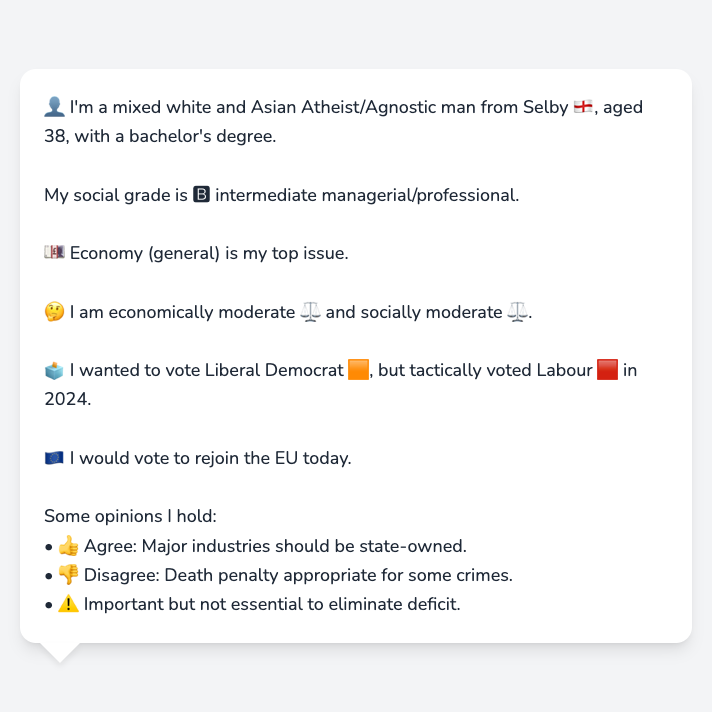 👤 I'm a mixed white and Asian Atheist/Agnostic man from Selby 🏴󠁧󠁢󠁥󠁮󠁧󠁿, aged
38, with a bachelor's degree.
My social grade is 🅱 intermediate managerial/professional.
💷 Economy (general) is my top issue.
🤔 I am economically moderate ⚖️ and socially moderate ⚖️.
🗳️ I wanted to vote Liberal Democrat 🟧, but tactically voted Labour 🟥 in
2024.
🇪🇺 I would vote to rejoin the EU today.
Some opinions I hold:
• 👍 Agree: Major industries should be state-owned.
• 👎 Disagree: Death penalty appropriate for some crimes.
• ⚠️ Important but not essential to eliminate deficit.